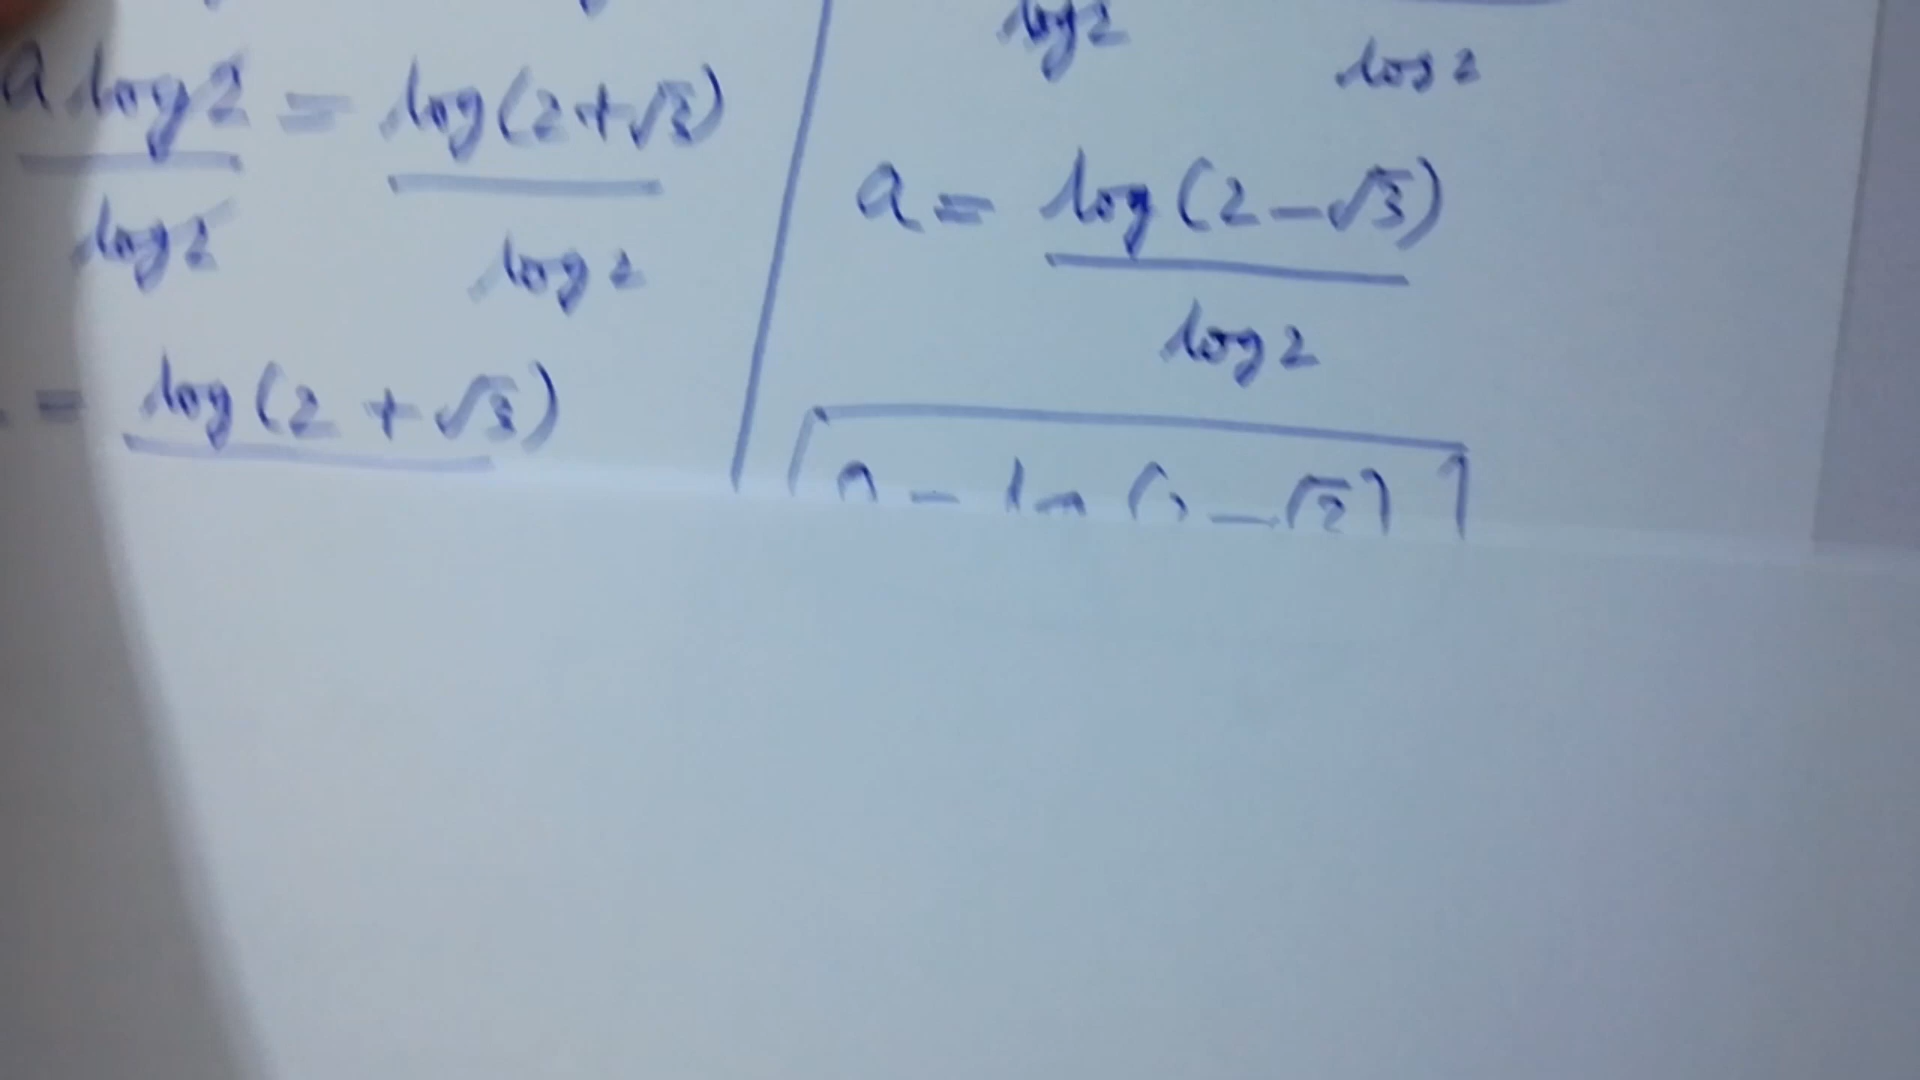 a log 2 = log(2+√3)
log 2 log 2
= log(2 + √3)
log 2 log 2
a = log(2-√3)
log 2